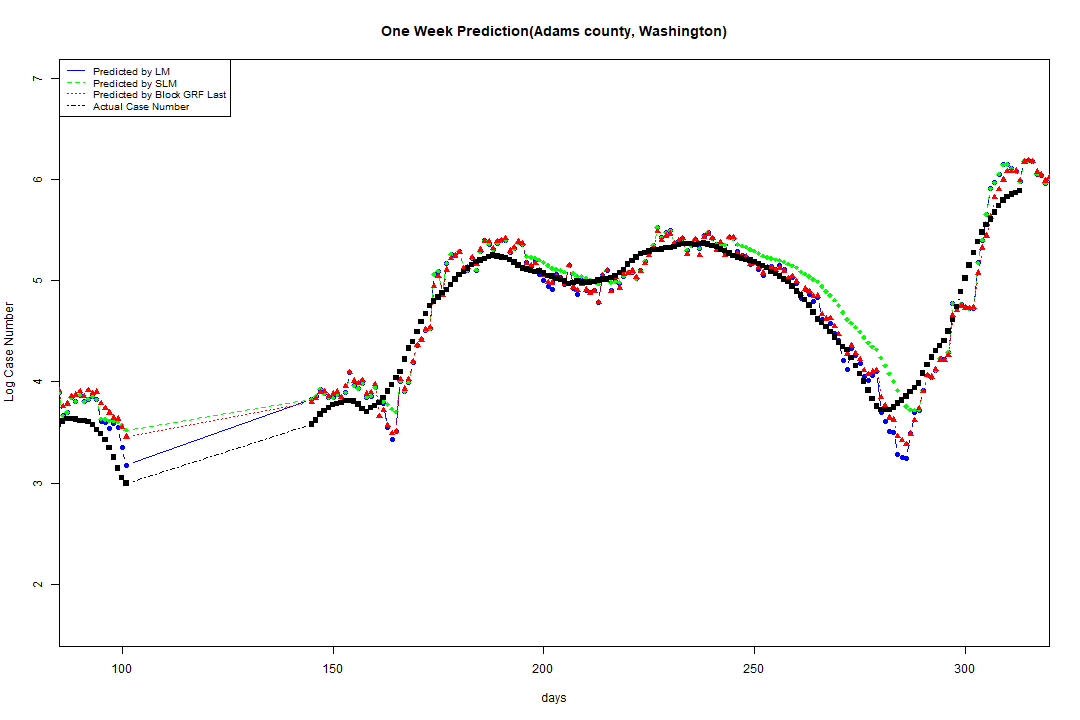 One Week Prediction(Adams county, Washington)
Predicted by LM
Predicted by SLM
Predicted by Block GRF Last
Actual Case Number
7
6
5
4
3
2
Log Case Number
100 150 200 250 300
days